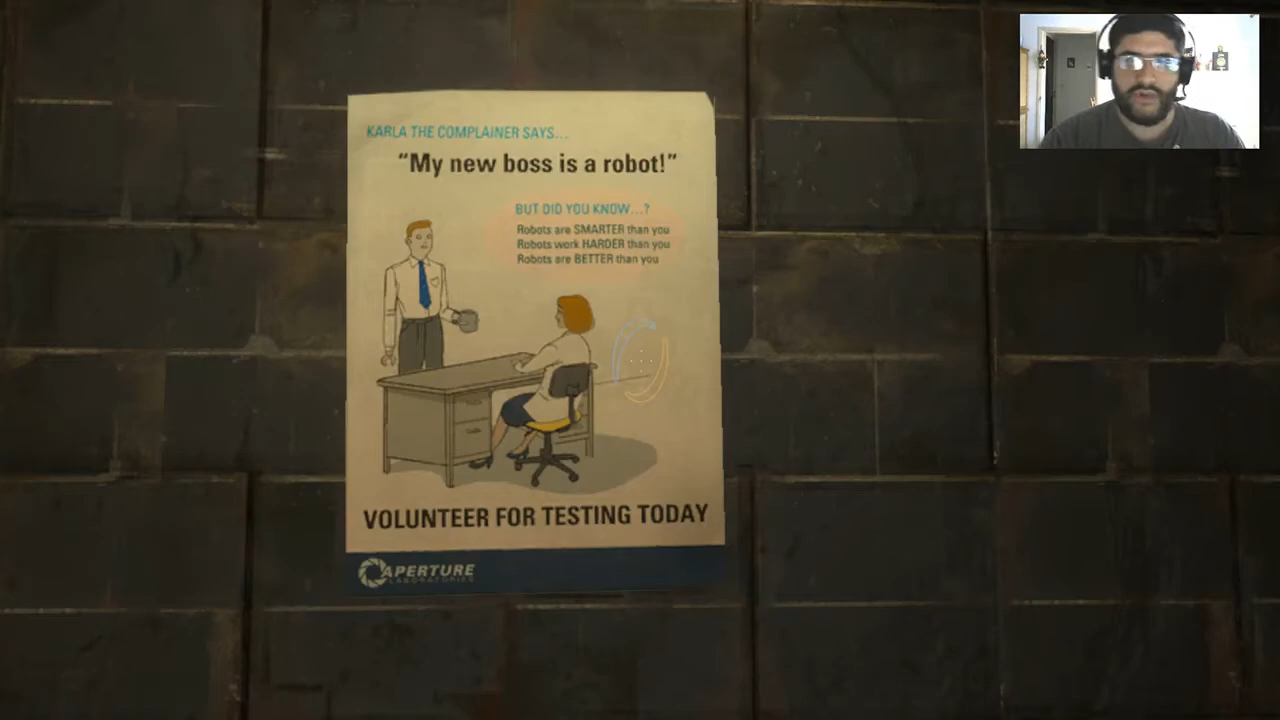 KARLA THE COMPLAINER SAYS...
"My new boss is a robot!"
BUT DID YOU KNOW...?
Robots are SMARTER than you
Robots work HARDER than you
Robots are BETTER than you
VOLUNTEER FOR TESTING TODAY
APERTURE
LABORATORIES